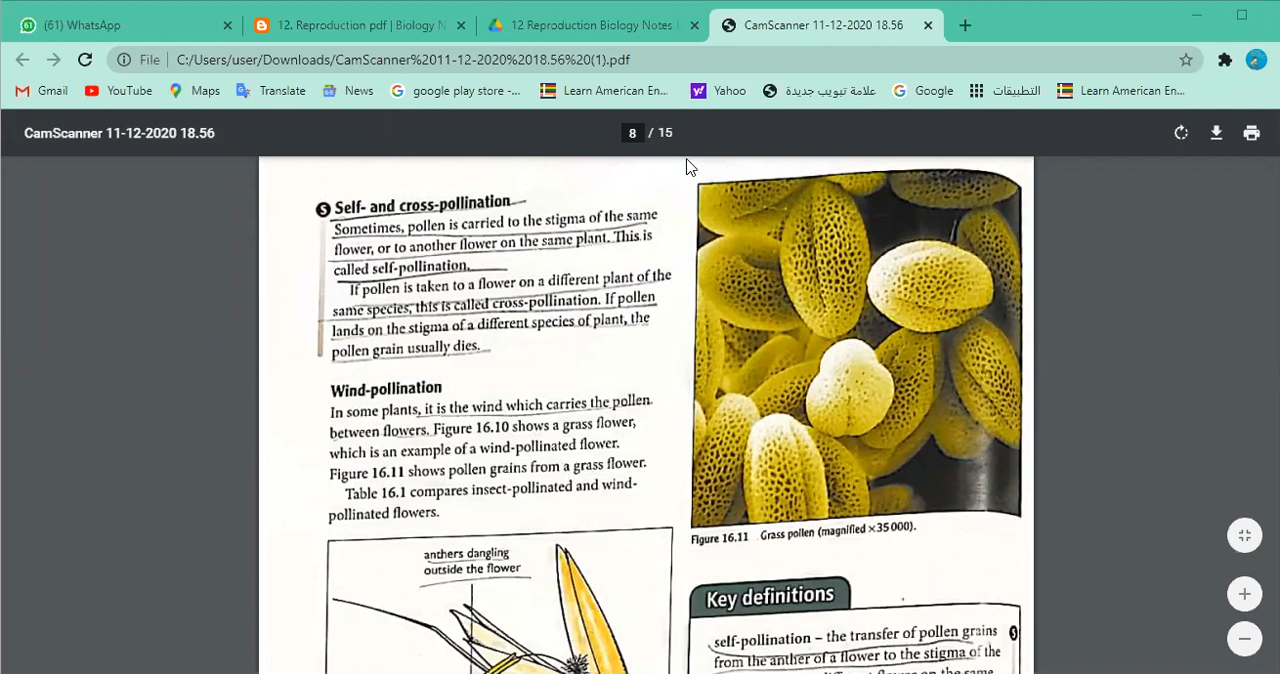 (61) WhatsApp
12. Reproduction pdf | Biology N
12 Reproduction Biology Notes
CamScanner 11-12-2020 18.56
File C:/Users/user/Downloads/CamScanner%2011-12-2020%2018.56%20(1).pdf
Gmail YouTube Maps Translate News google play store -... Learn American En... Yahoo علامة تبويب جديدة Google التطبيقات Learn American En...
CamScanner 11-12-2020 18.56
8 / 15
S Self- and cross-pollination
Sometimes, pollen is carried to the stigma of the same
flower, or to another flower on the same plant. This is
called self-pollination.
If pollen is taken to a flower on a different plant of the
same species, this is called cross-pollination. If pollen
lands on the stigma of a different species of plant, the
pollen grain usually dies.
Wind-pollination
In some plants, it is the wind which carries the pollen
between flowers. Figure 16.10 shows a grass flower,
which is an example of a wind-pollinated flower.
Figure 16.11 shows pollen grains from a grass flower.
Table 16.1 compares insect-pollinated and wind-
pollinated flowers.
anthers dangling
outside the flower
Figure 16.11 Grass pollen (magnified ×35 000).
Key definitions
self-pollination – the transfer of pollen grains S
from the anther of a flower to the stigma of the